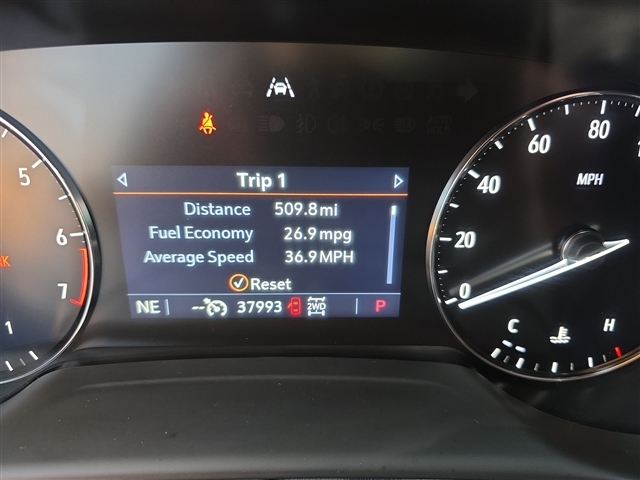 80
60
MPH
40
20
0
5
6
7
1
Trip 1
Distance 509.8 mi
Fuel Economy 26.9 mpg
Average Speed 36.9 MPH
Reset
NE -- 37993 2WD P
C H